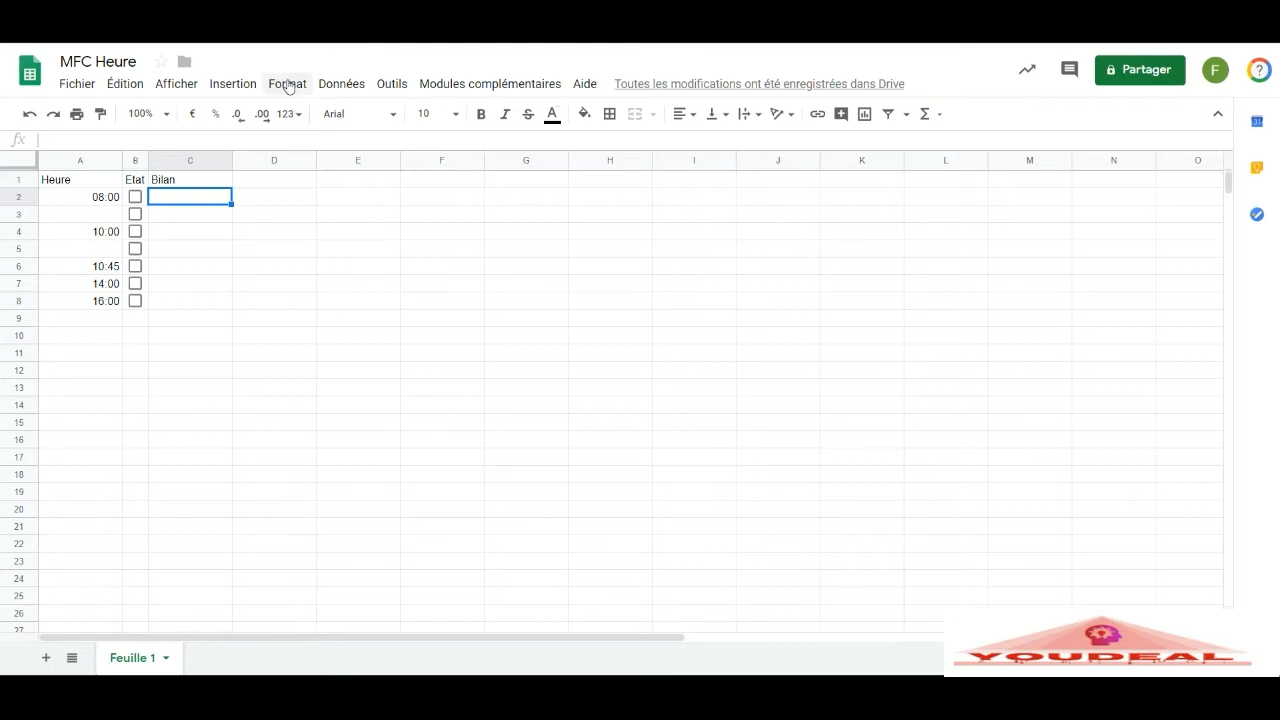 MFC Heure
Fichier Édition Afficher Insertion Format Données Outils Modules complémentaires Aide Toutes les modifications ont été enregistrées dans Drive
Partager F ?
100% € % .0 .00 123 Arial 10 B I S A Σ
fx
A B C D E F G H I J K L M N O
1 Heure Etat Bilan
2 08:00
3
4 10:00
5
6 10:45
7 14:00
8 16:00
9
10
11
12
13
14
15
16
17
18
19
20
21
22
23
24
25
26
27
+ Feuille 1
YOUDEAL